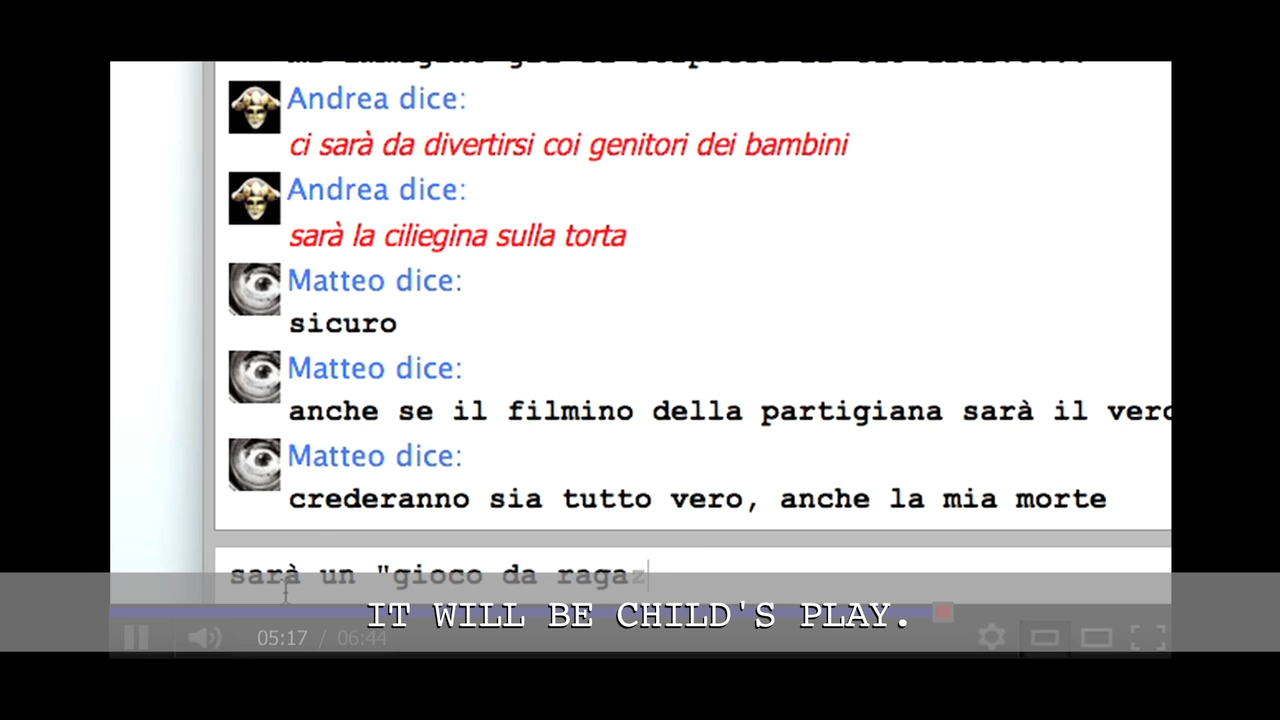 Andrea dice:
ci sarà da divertirsi coi genitori dei bambini
Andrea dice:
sarà la ciliegina sulla torta
Matteo dice:
sicuro
Matteo dice:
anche se il filmino della partigiana sarà il vero
Matteo dice:
crederanno sia tutto vero, anche la mia morte
sarà un "gioco da ragaz
IT WILL BE CHILD'S PLAY.
05:17 / 06:44